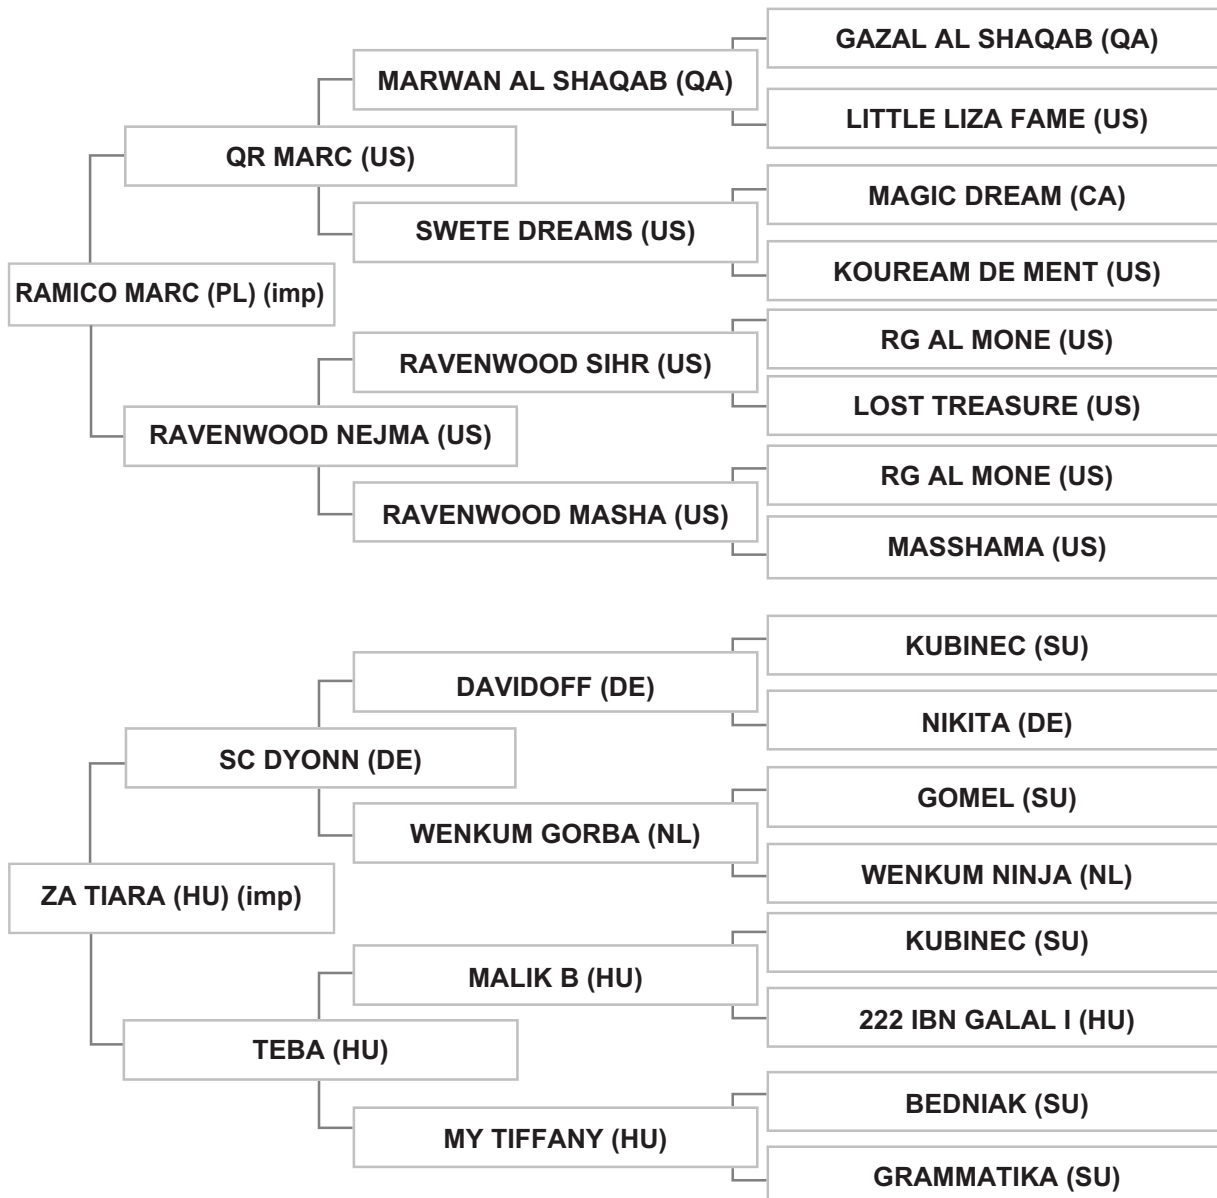 GAZAL AL SHAQAB (QA)
MARWAN AL SHAQAB (QA)
LITTLE LIZA FAME (US)
QR MARC (US)
MAGIC DREAM (CA)
SWETE DREAMS (US)
KOUREAM DE MENT (US)
RAMICO MARC (PL) (imp)
RG AL MONE (US)
RAVENWOOD SIHR (US)
LOST TREASURE (US)
RAVENWOOD NEJMA (US)
RG AL MONE (US)
RAVENWOOD MASHA (US)
MASSHAMA (US)
KUBINEC (SU)
DAVIDOFF (DE)
NIKITA (DE)
SC DYONN (DE)
GOMEL (SU)
WENKUM GORBA (NL)
WENKUM NINJA (NL)
ZA TIARA (HU) (imp)
KUBINEC (SU)
MALIK B (HU)
222 IBN GALAL I (HU)
TEBA (HU)
BEDNIAK (SU)
MY TIFFANY (HU)
GRAMMATIKA (SU)